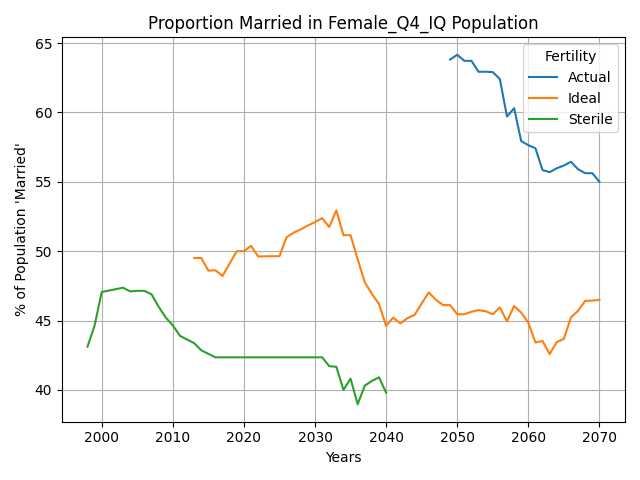 Proportion Married in Female_Q4_IQ Population
% of Population 'Married'
65
60
55
50
45
40
Fertility
Actual
Ideal
Sterile
2000 2010 2020 2030 2040 2050 2060 2070
Years